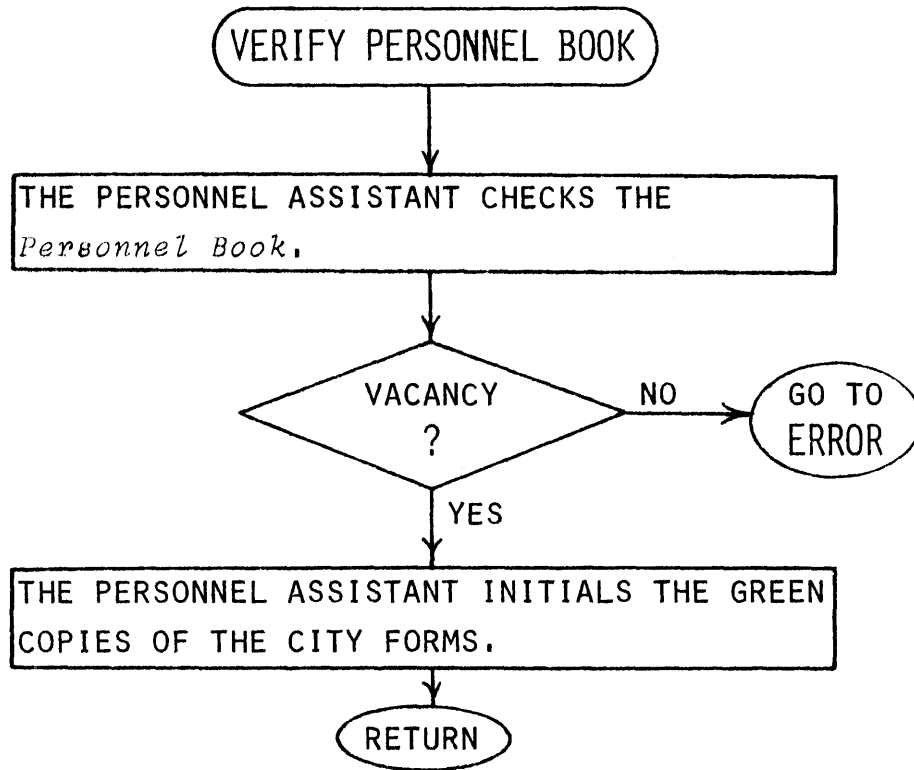 VERIFY PERSONNEL BOOK
THE PERSONNEL ASSISTANT CHECKS THE
Personnel Book.
VACANCY
?
NO
GO TO
ERROR
YES
THE PERSONNEL ASSISTANT INITIALS THE GREEN
COPIES OF THE CITY FORMS.
RETURN